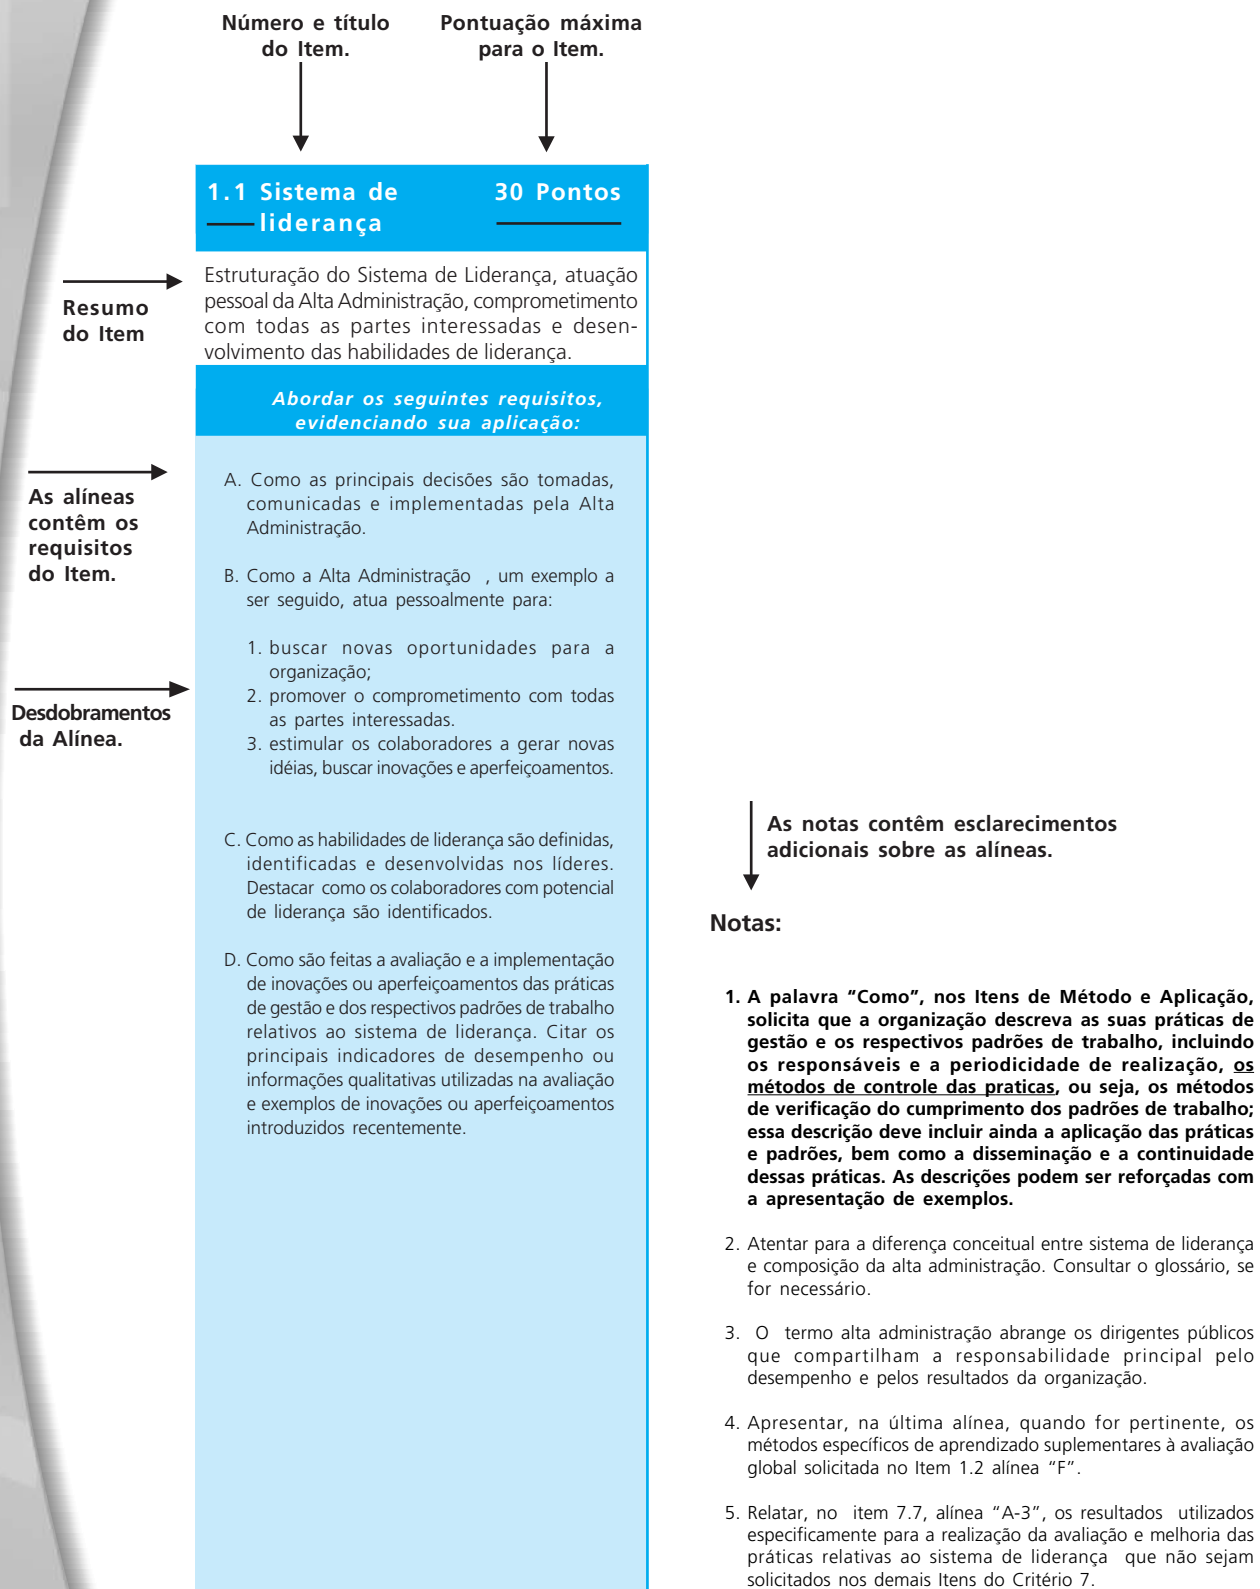 Número e título
do Item.
Pontuação máxima
para o Item.
1.1 Sistema de
liderança
30 Pontos
Resumo
do Item
Estruturação do Sistema de Liderança, atuação
pessoal da Alta Administração, comprometimento
com todas as partes interessadas e desen-
volvimento das habilidades de liderança.
Abordar os seguintes requisitos,
evidenciando sua aplicação:
As alíneas
contêm os
requisitos
do Item.
A. Como as principais decisões são tomadas,
comunicadas e implementadas pela Alta
Administração.
B. Como a Alta Administração , um exemplo a
ser seguido, atua pessoalmente para:
Desdobramentos
da Alínea.
1. buscar novas oportunidades para a
organização;
2. promover o comprometimento com todas
as partes interessadas.
3. estimular os colaboradores a gerar novas
idéias, buscar inovações e aperfeiçoamentos.
C. Como as habilidades de liderança são definidas,
identificadas e desenvolvidas nos líderes.
Destacar como os colaboradores com potencial
de liderança são identificados.
D. Como são feitas a avaliação e a implementação
de inovações ou aperfeiçoamentos das práticas
de gestão e dos respectivos padrões de trabalho
relativos ao sistema de liderança. Citar os
principais indicadores de desempenho ou
informações qualitativas utilizadas na avaliação
e exemplos de inovações ou aperfeiçoamentos
introduzidos recentemente.
As notas contêm esclarecimentos
adicionais sobre as alíneas.
Notas:
1. A palavra “Como”, nos Itens de Método e Aplicação,
solicita que a organização descreva as suas práticas de
gestão e os respectivos padrões de trabalho, incluindo
os responsáveis e a periodicidade de realização, os
métodos de controle das praticas, ou seja, os métodos
de verificação do cumprimento dos padrões de trabalho;
essa descrição deve incluir ainda a aplicação das práticas
e padrões, bem como a disseminação e a continuidade
dessas práticas. As descrições podem ser reforçadas com
a apresentação de exemplos.
2. Atentar para a diferença conceitual entre sistema de liderança
e composição da alta administração. Consultar o glossário, se
for necessário.
3. O termo alta administração abrange os dirigentes públicos
que compartilham a responsabilidade principal pelo
desempenho e pelos resultados da organização.
4. Apresentar, na última alínea, quando for pertinente, os
métodos específicos de aprendizado suplementares à avaliação
global solicitada no Item 1.2 alínea “F”.
5. Relatar, no item 7.7, alínea “A-3”, os resultados utilizados
especificamente para a realização da avaliação e melhoria das
práticas relativas ao sistema de liderança que não sejam
solicitados nos demais Itens do Critério 7.